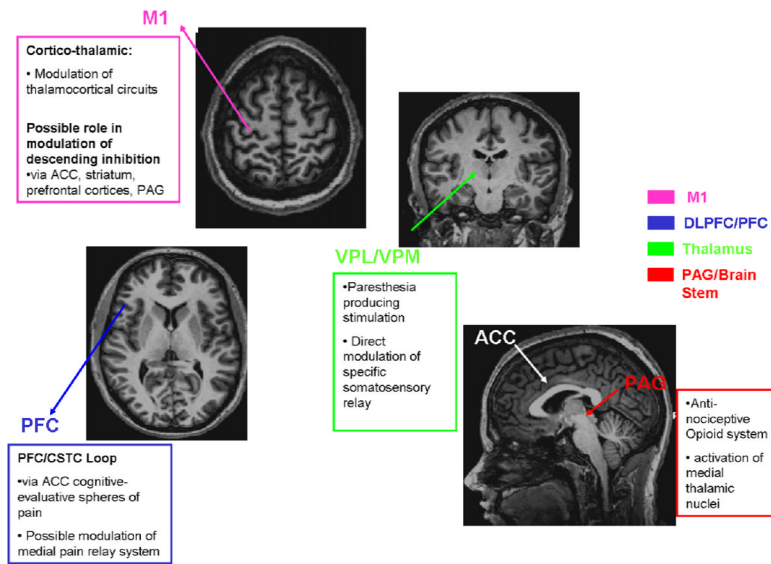 M1
Cortico-thalamic:
• Modulation of
thalamocortical circuits
Possible role in
modulation of
descending inhibition
•via ACC, striatum,
prefrontal cortices, PAG
M1
DLPFC/PFC
Thalamus
PAG/Brain
Stem
VPL/VPM
•Paresthesia
producing
stimulation
• Direct
modulation of
specific
somatosensory
relay
ACC
PAG
•Anti-
nociceptive
Opioid system
• activation of
medial
thalamic
nuclei
PFC
PFC/CSTC Loop
•via ACC cognitive-
evaluative spheres of
pain
• Possible modulation of
medial pain relay system